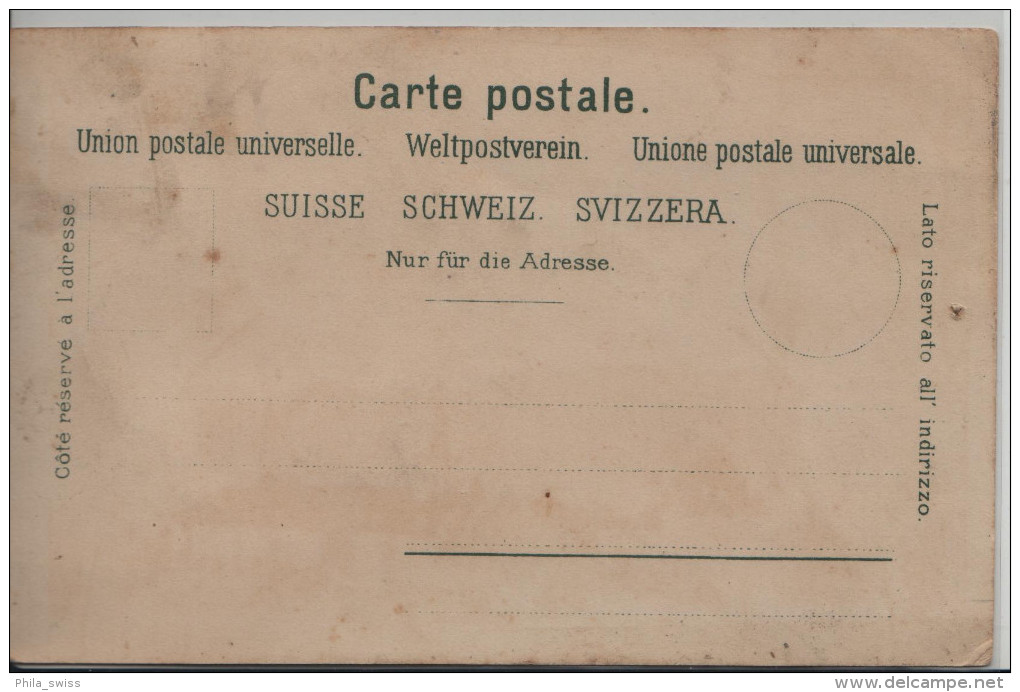 Carte postale.
Union postale universelle. Weltpostverein. Unione postale universale.
SUISSE SCHWEIZ. SVIZZERA.
Nur für die Adresse.
Côté réservé à l'adresse.
Lato riservato all' indirizzo.
Phila_swiss
www.delcampe.net